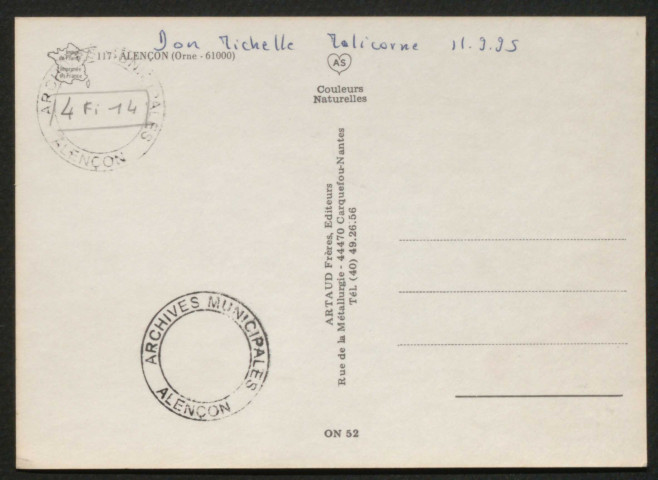 Don Michelle Malicorne 11.9.95
117 - ALENÇON (Orne - 61000)
ARCHIVES MUNICIPALES
4 Fi 14
ALENÇON
AS
Couleurs
Naturelles
ARTAUD Frères, Editeurs
Rue de la Métallurgie - 44470 Carquefou-Nantes
Tél. (40) 49.26.56
ARCHIVES MUNICIPALES
ALENÇON
ON 52